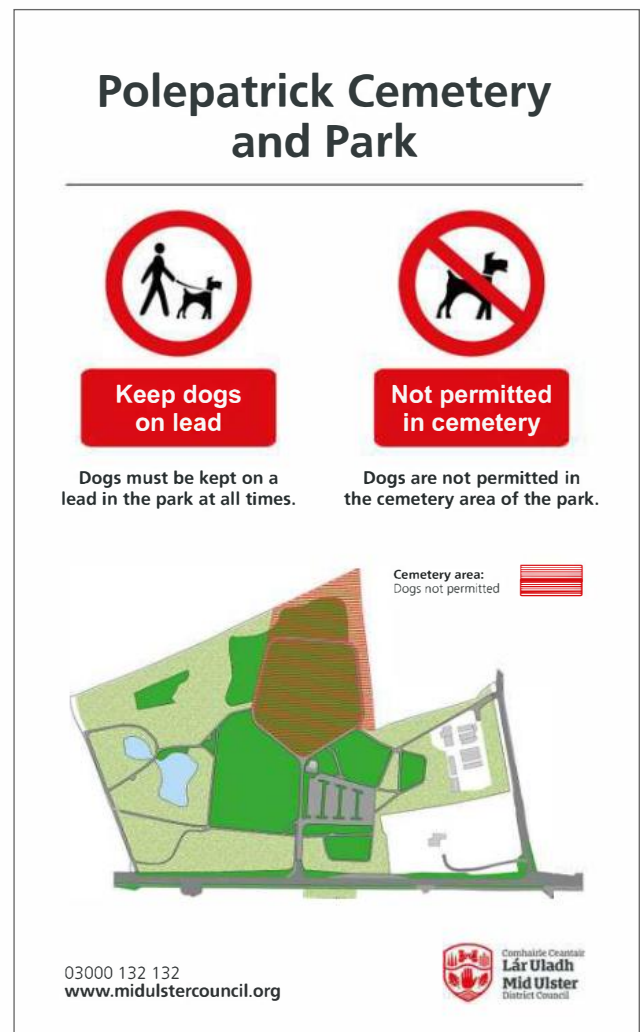 Polepatrick Cemetery
and Park
Keep dogs
on lead
Not permitted
in cemetery
Dogs must be kept on a
lead in the park at all times.
Dogs are not permitted in
the cemetery area of the park.
Cemetery area:
Dogs not permitted
03000 132 132
www.midulstercouncil.org
Comhairle Ceantair
Lár Uladh
Mid Ulster
District Council